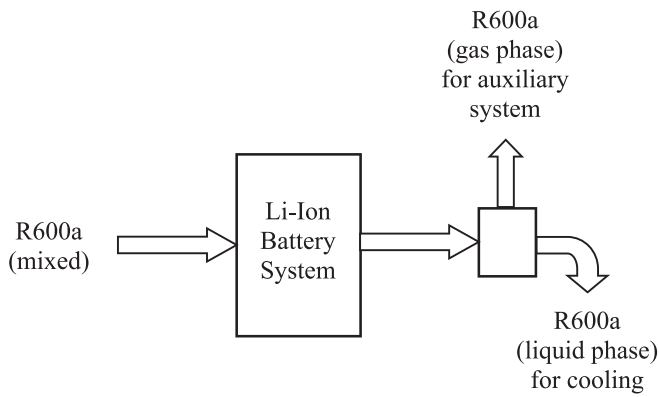 R600a
(gas phase)
for auxiliary
system
R600a
(mixed)
Li-Ion
Battery
System
R600a
(liquid phase)
for cooling